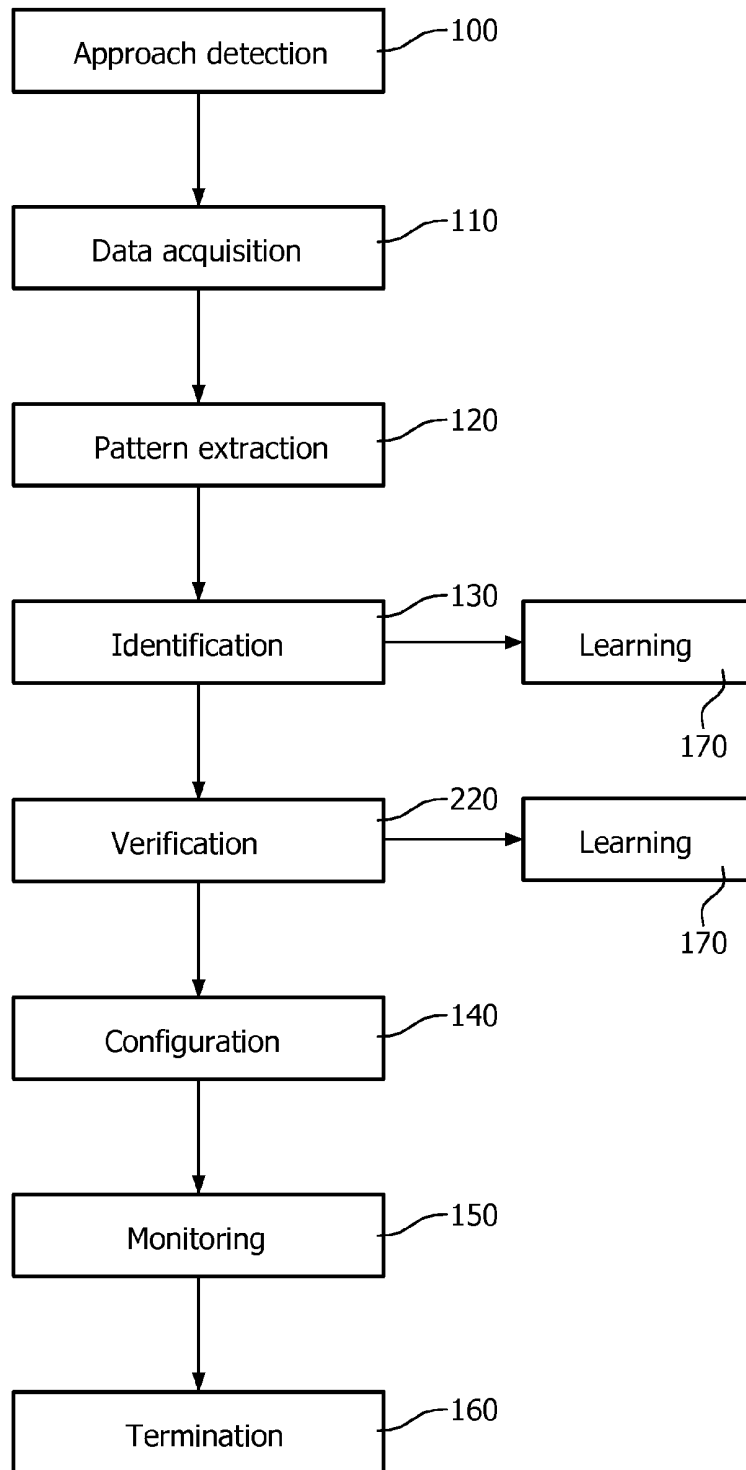 Approach detection
100
Data acquisition
110
Pattern extraction
120
Identification
130
Learning
170
Verification
220
Learning
170
Configuration
140
Monitoring
150
Termination
160